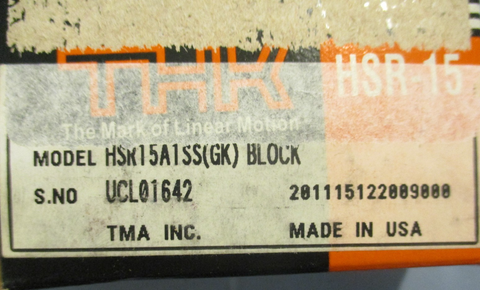 THK HSR-15
The Mark of Linear Motion
MODEL HSR15A1SS(GK) BLOCK
S.NO UCL01642 201115122009000
TMA INC. MADE IN USA